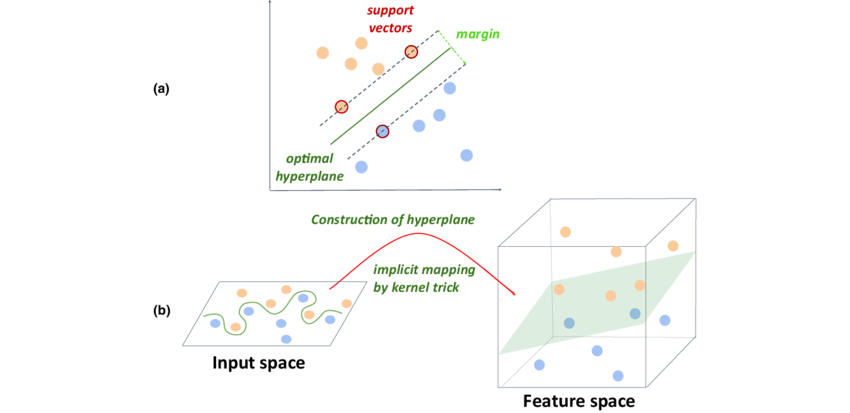 support
vectors
margin
(a)
optimal
hyperplane
Construction of hyperplane
implicit mapping
by kernel trick
(b)
Input space
Feature space